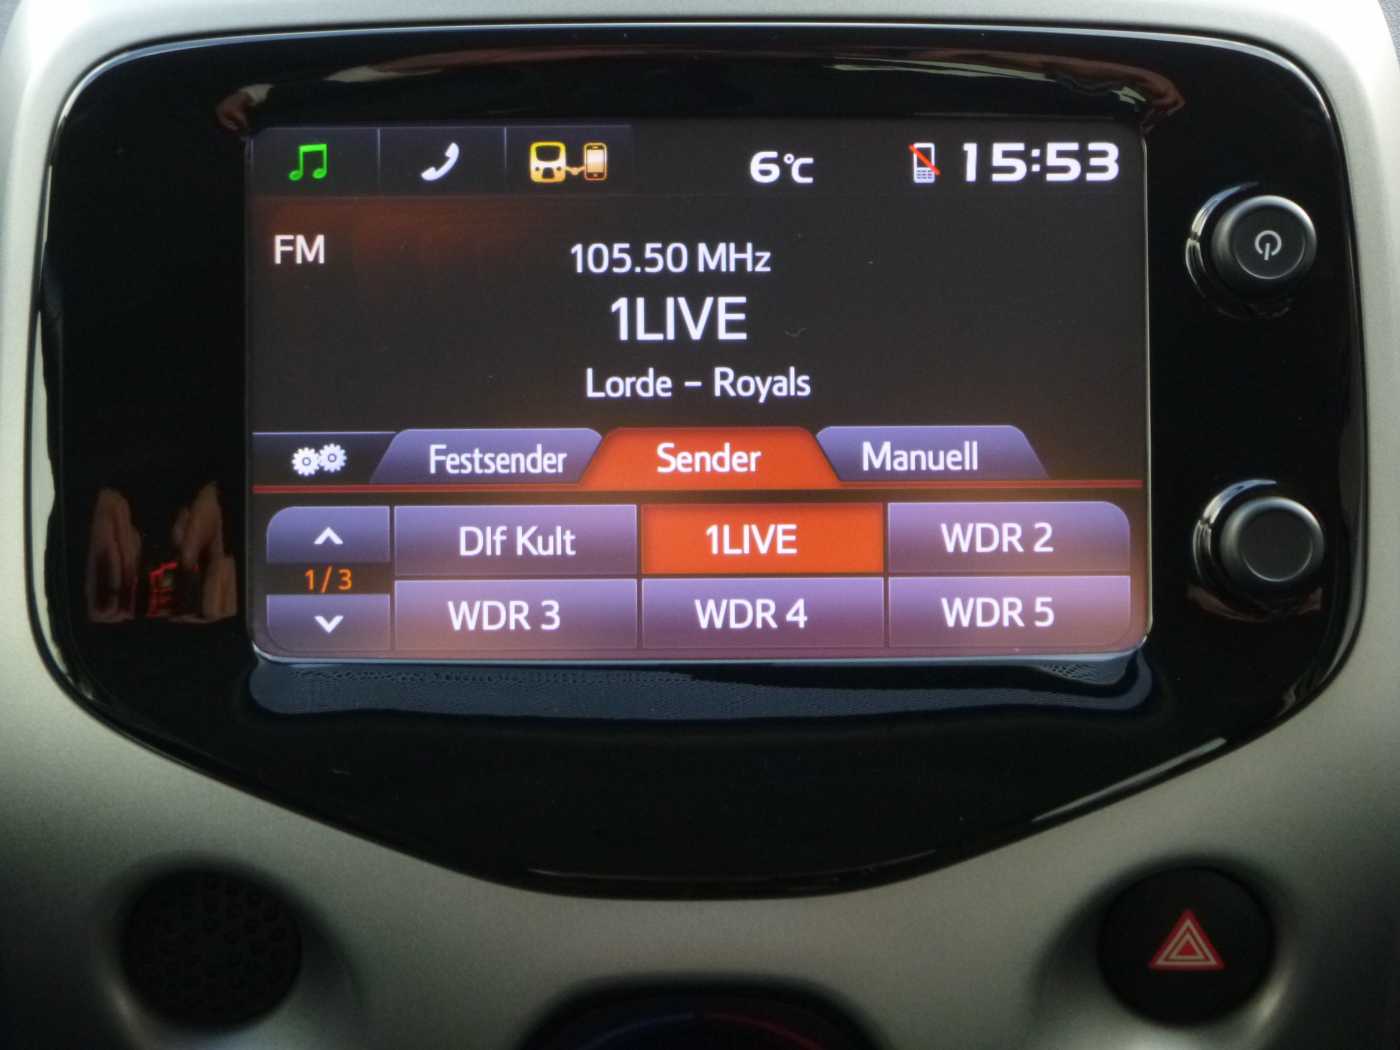 6°C 15:53
FM
105.50 MHz
1LIVE
Lorde - Royals
Festsender Sender Manuell
Dlf Kult 1LIVE WDR 2
1/3
WDR 3 WDR 4 WDR 5